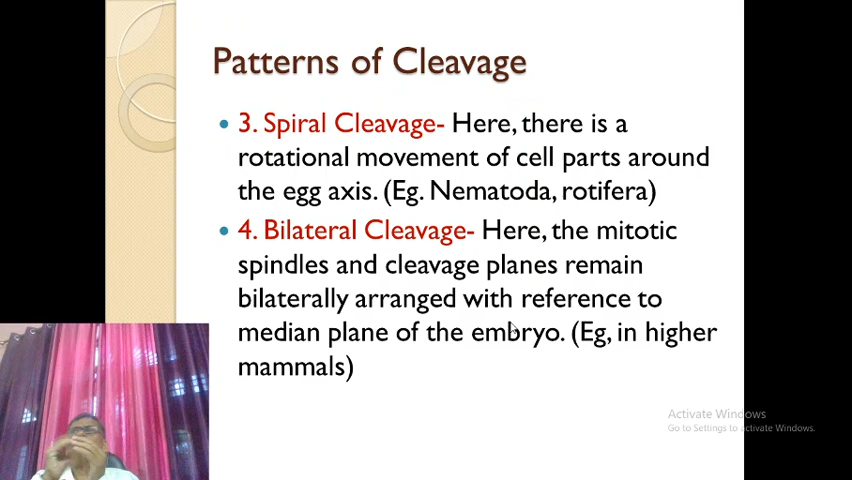 Patterns of Cleavage
3. Spiral Cleavage- Here, there is a
rotational movement of cell parts around
the egg axis. (Eg. Nematoda, rotifera)
4. Bilateral Cleavage- Here, the mitotic
spindles and cleavage planes remain
bilaterally arranged with reference to
median plane of the embryo. (Eg, in higher
mammals)
Activate Windows
Go to Settings to activate Windows.